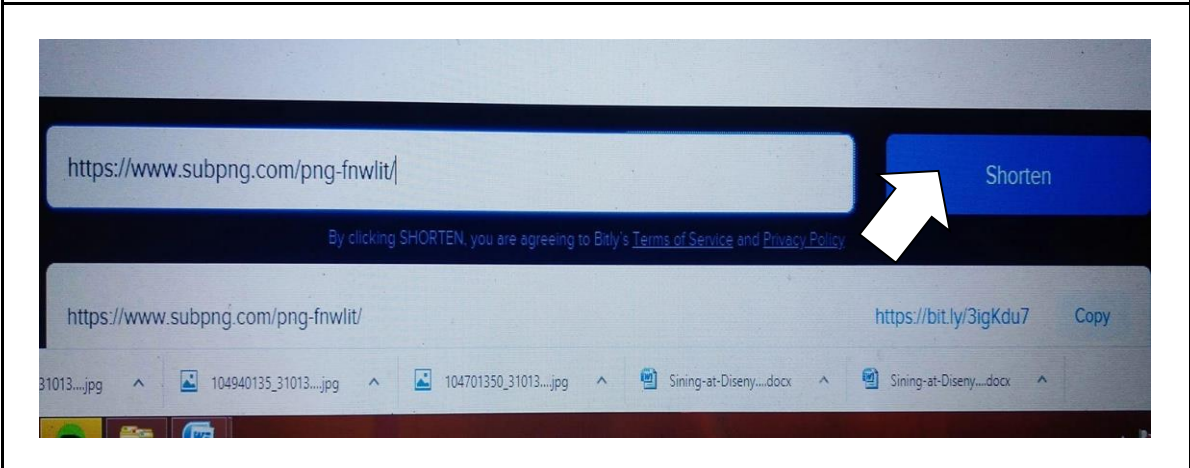 https://www.subpng.com/png-fnwlit/
Shorten
By clicking SHORTEN, you are agreeing to Bitly's Terms of Service and Privacy Policy
https://www.subpng.com/png-fnwlit/ https://bit.ly/3igKdu7 Copy
31013....jpg 104940135_31013....jpg 104701350_31013....jpg Sining-at-Diseny....docx Sining-at-Diseny....docx